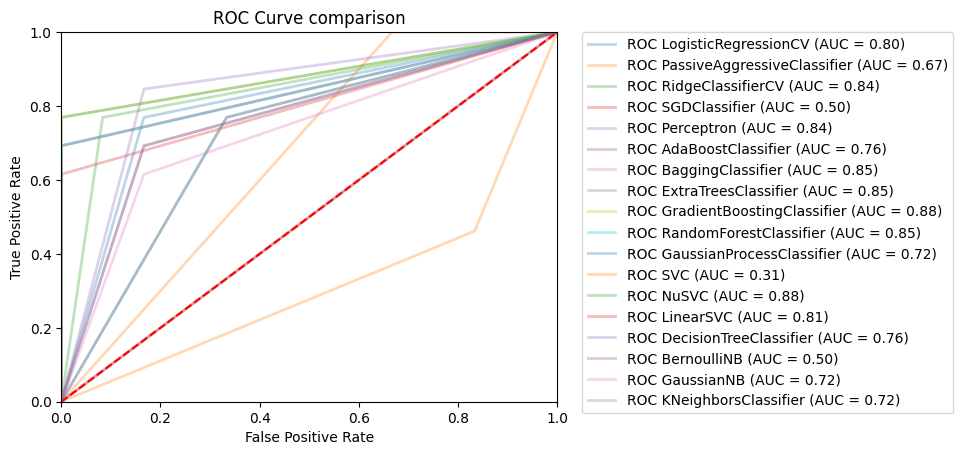 ROC Curve comparison
True Positive Rate
1.0
0.8
0.6
0.4
0.2
0.0
0.0 0.2 0.4 0.6 0.8 1.0
False Positive Rate
ROC LogisticRegressionCV (AUC = 0.80)
ROC PassiveAggressiveClassifier (AUC = 0.67)
ROC RidgeClassifierCV (AUC = 0.84)
ROC SGDClassifier (AUC = 0.50)
ROC Perceptron (AUC = 0.84)
ROC AdaBoostClassifier (AUC = 0.76)
ROC BaggingClassifier (AUC = 0.85)
ROC ExtraTreesClassifier (AUC = 0.85)
ROC GradientBoostingClassifier (AUC = 0.88)
ROC RandomForestClassifier (AUC = 0.85)
ROC GaussianProcessClassifier (AUC = 0.72)
ROC SVC (AUC = 0.31)
ROC NuSVC (AUC = 0.88)
ROC LinearSVC (AUC = 0.81)
ROC DecisionTreeClassifier (AUC = 0.76)
ROC BernoulliNB (AUC = 0.50)
ROC GaussianNB (AUC = 0.72)
ROC KNeighborsClassifier (AUC = 0.72)